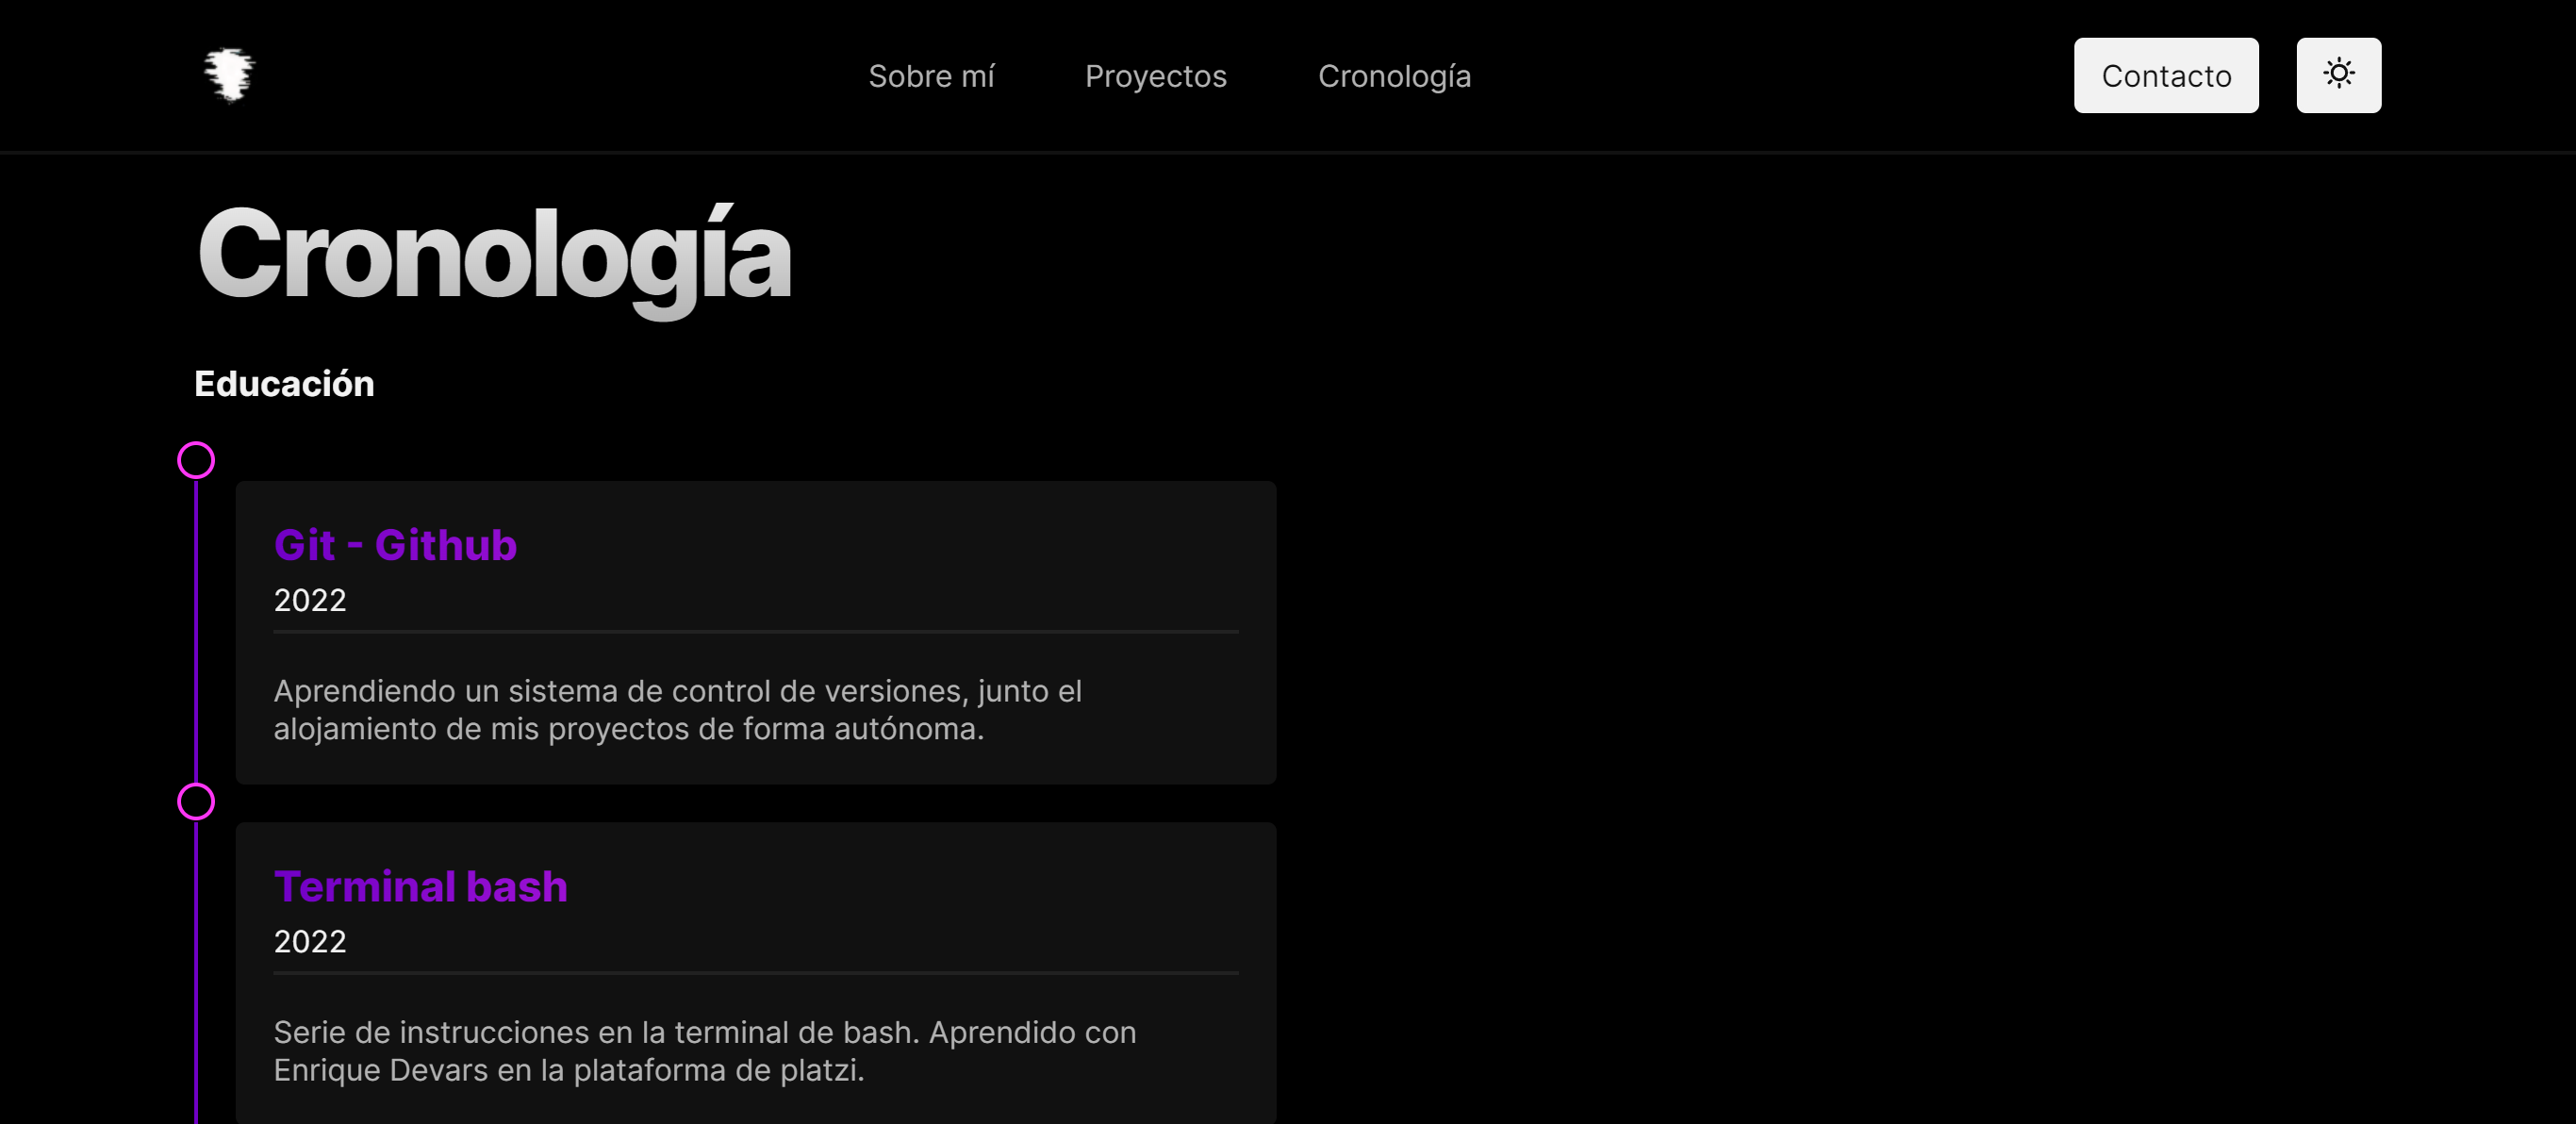 Sobre mí
Proyectos
Cronología
Contacto
Cronología
Educación
Git - Github
2022
Aprendiendo un sistema de control de versiones, junto el
alojamiento de mis proyectos de forma autónoma.
Terminal bash
2022
Serie de instrucciones en la terminal de bash. Aprendido con
Enrique Devars en la plataforma de platzi.